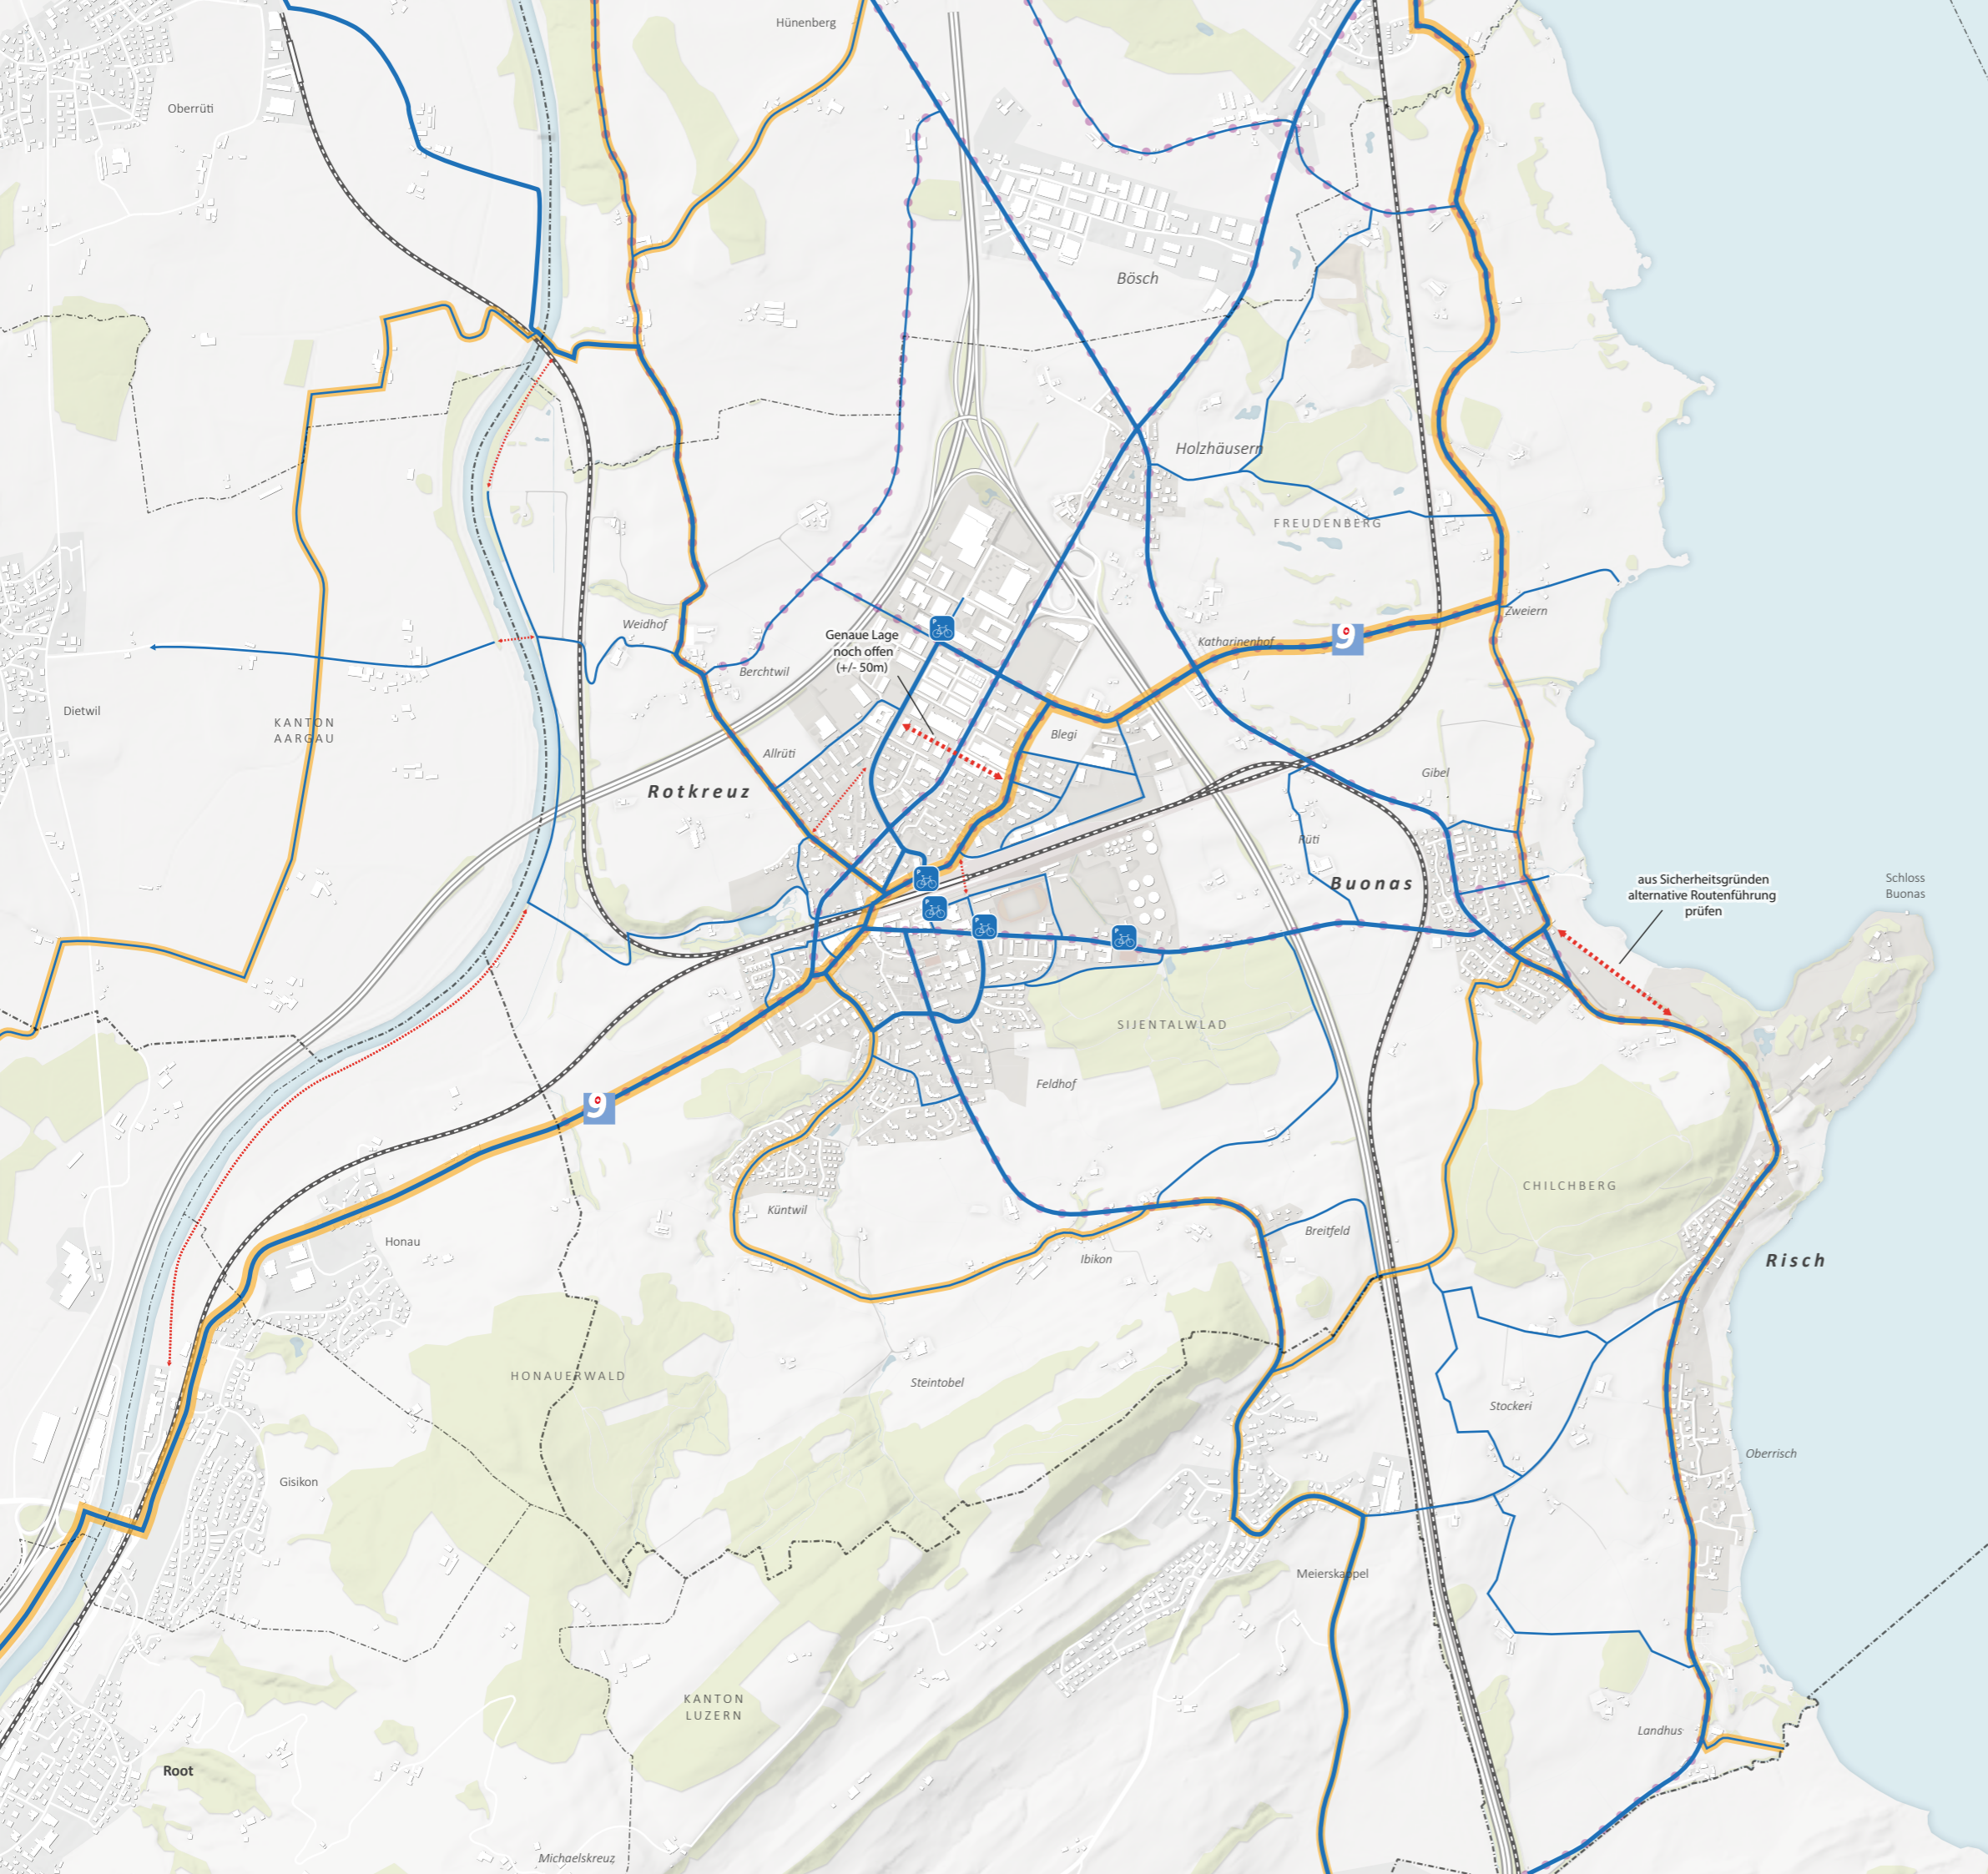 Hünenberg
Oberrüti
Bösch
Holzhäusern
FREUDENBERG
Zweiern
Weidhof
Genaue Lage
noch offen
(+/- 50m)
Katharinenhof
9
Berchtwil
Dietwil
KANTON
AARGAU
Blegi
Allrüti
Gibel
Rotkreuz
Rüti
Buonas
aus Sicherheitsgründen
alternative Routenführung
prüfen
Schloss
Buonas
P
P
P
P
P
SIJENTALWLAD
Feldhof
9
CHILCHBERG
Küntwil
Breitfeld
Honau
Ibikon
Risch
HONAUERWALD
Steintobel
Stockeri
Oberrisch
Gisikon
Meierskappel
KANTON
LUZERN
Landhus
Root
Michaelskreuz